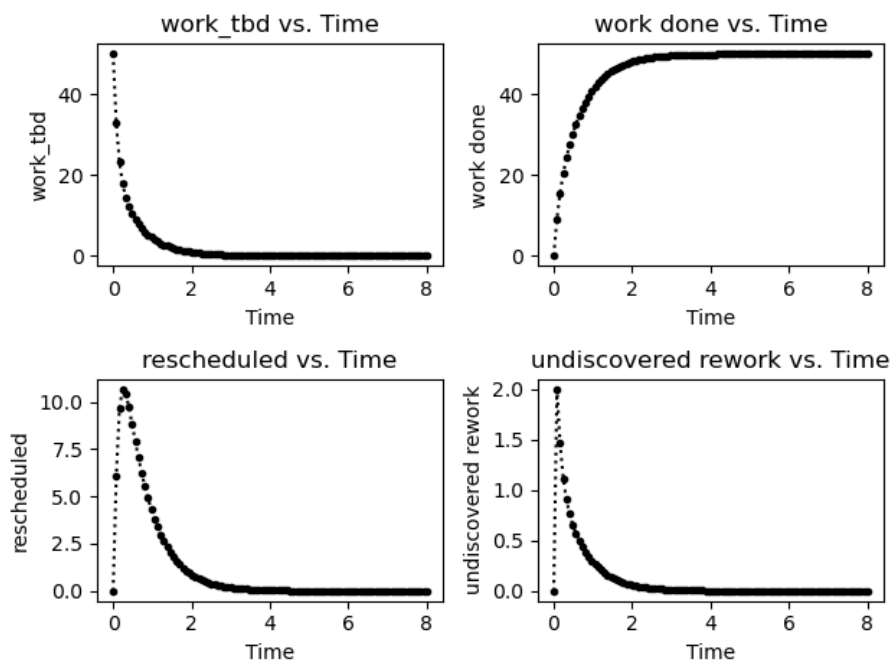 work_tbd vs. Time
work_tbd
40
20
0
0 2 4 6 8
Time
work done vs. Time
work done
40
20
0
0 2 4 6 8
Time
rescheduled vs. Time
rescheduled
10.0
7.5
5.0
2.5
0.0
0 2 4 6 8
Time
undiscovered rework vs. Time
undiscovered rework
2.0
1.5
1.0
0.5
0.0
0 2 4 6 8
Time